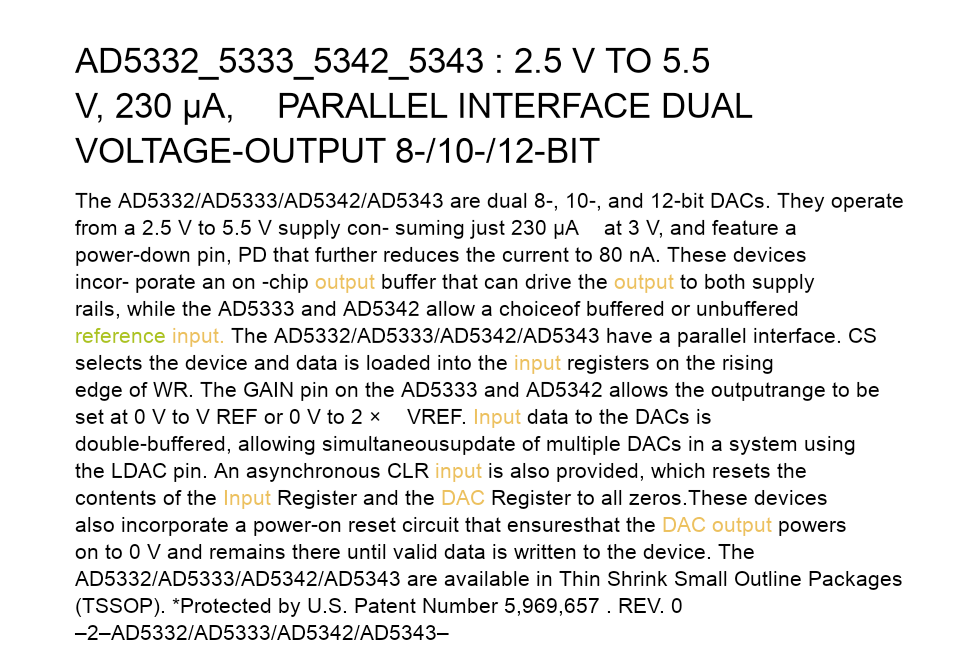 AD5332_5333_5342_5343 : 2.5 V TO 5.5
V, 230 µA,    PARALLEL INTERFACE DUAL
VOLTAGE-OUTPUT 8-/10-/12-BIT
The AD5332/AD5333/AD5342/AD5343 are dual 8-, 10-, and 12-bit DACs. They operate
from a 2.5 V to 5.5 V supply con- suming just 230 µA    at 3 V, and feature a
power-down pin, PD that further reduces the current to 80 nA. These devices
incor- porate an on -chip output buffer that can drive the output to both supply
rails, while the AD5333 and AD5342 allow a choiceof buffered or unbuffered
reference input. The AD5332/AD5333/AD5342/AD5343 have a parallel interface. CS
selects the device and data is loaded into the input registers on the rising
edge of WR. The GAIN pin on the AD5333 and AD5342 allows the outputrange to be
set at 0 V to V REF or 0 V to 2 ×    VREF. Input data to the DACs is
double-buffered, allowing simultaneousupdate of multiple DACs in a system using
the LDAC pin. An asynchronous CLR input is also provided, which resets the
contents of the Input Register and the DAC Register to all zeros.These devices
also incorporate a power-on reset circuit that ensuresthat the DAC output powers
on to 0 V and remains there until valid data is written to the device. The
AD5332/AD5333/AD5342/AD5343 are available in Thin Shrink Small Outline Packages
(TSSOP). *Protected by U.S. Patent Number 5,969,657 . REV. 0
–2–AD5332/AD5333/AD5342/AD5343–